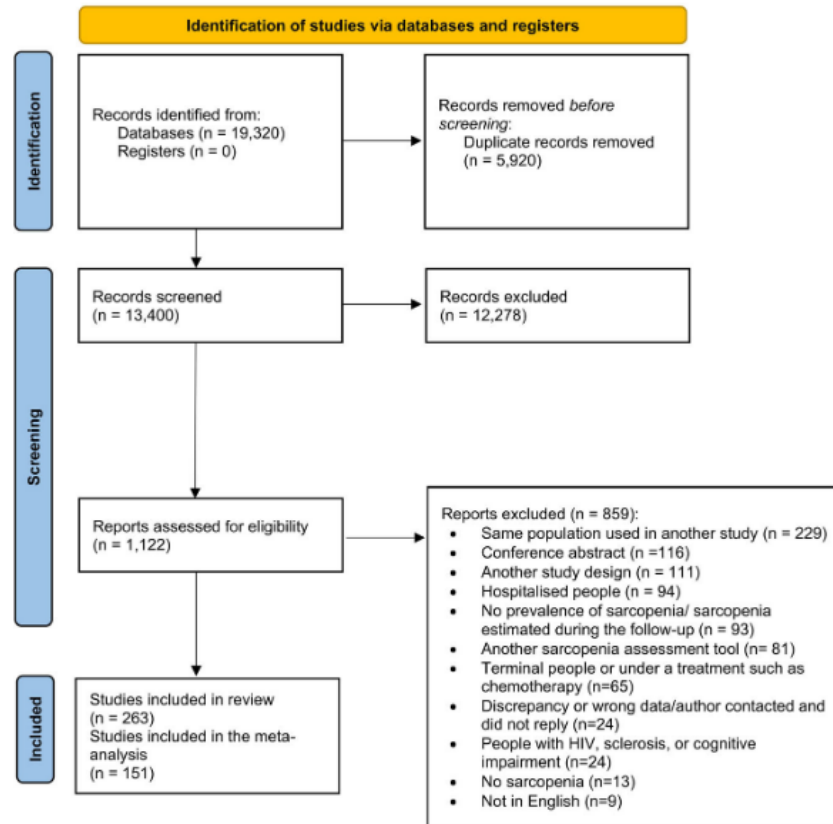 Identification of studies via databases and registers
Identification
Records identified from:
Databases (n = 19,320)
Registers (n = 0)
Records removed before
screening:
Duplicate records removed
(n = 5,920)
Screening
Records screened
(n = 13,400)
Records excluded
(n = 12,278)
Reports assessed for eligibility
(n = 1,122)
Reports excluded (n = 859):
• Same population used in another study (n = 229)
• Conference abstract (n =116)
• Another study design (n = 111)
• Hospitalised people (n = 94)
• No prevalence of sarcopenia/ sarcopenia
estimated during the follow-up (n = 93)
• Another sarcopenia assessment tool (n= 81)
• Terminal people or under a treatment such as
chemotherapy (n=65)
• Discrepancy or wrong data/author contacted and
did not reply (n=24)
• People with HIV, sclerosis, or cognitive
impairment (n=24)
• No sarcopenia (n=13)
• Not in English (n=9)
Included
Studies included in review
(n = 263)
Studies included in the meta-
analysis
(n = 151)